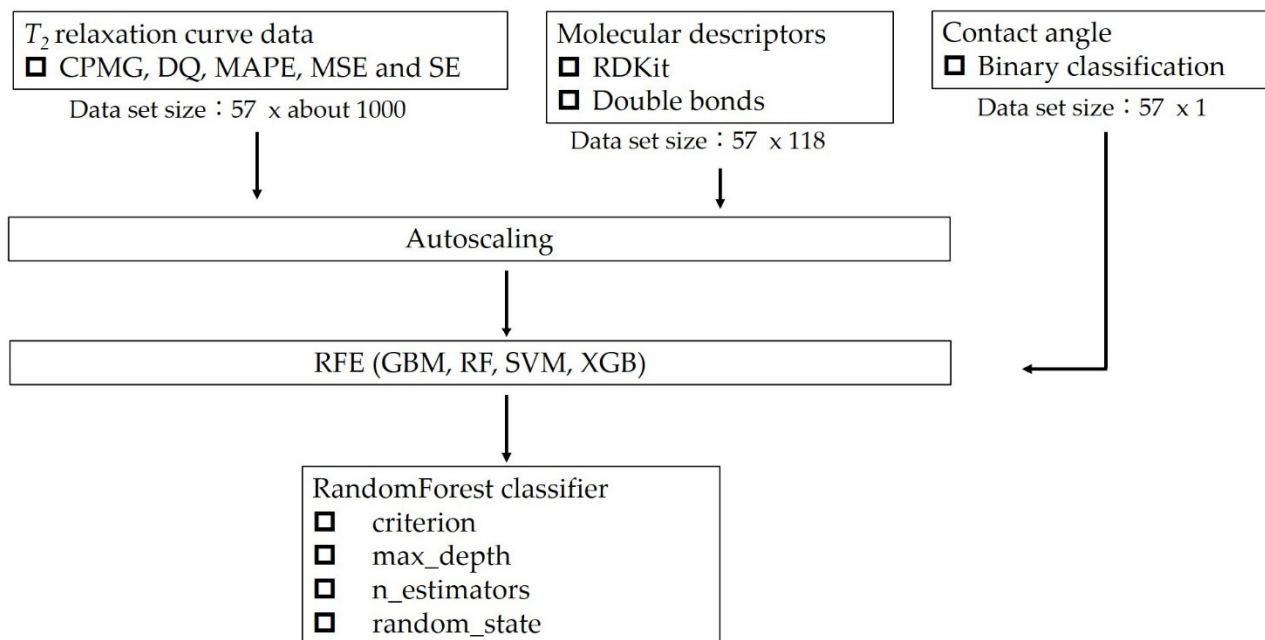 T₂ relaxation curve data
CPMG, DQ, MAPE, MSE and SE
Data set size：57 x about 1000
Molecular descriptors
RDKit
Double bonds
Data set size：57 x 118
Contact angle
Binary classification
Data set size：57 x 1
Autoscaling
RFE (GBM, RF, SVM, XGB)
RandomForest classifier
criterion
max_depth
n_estimators
random_state